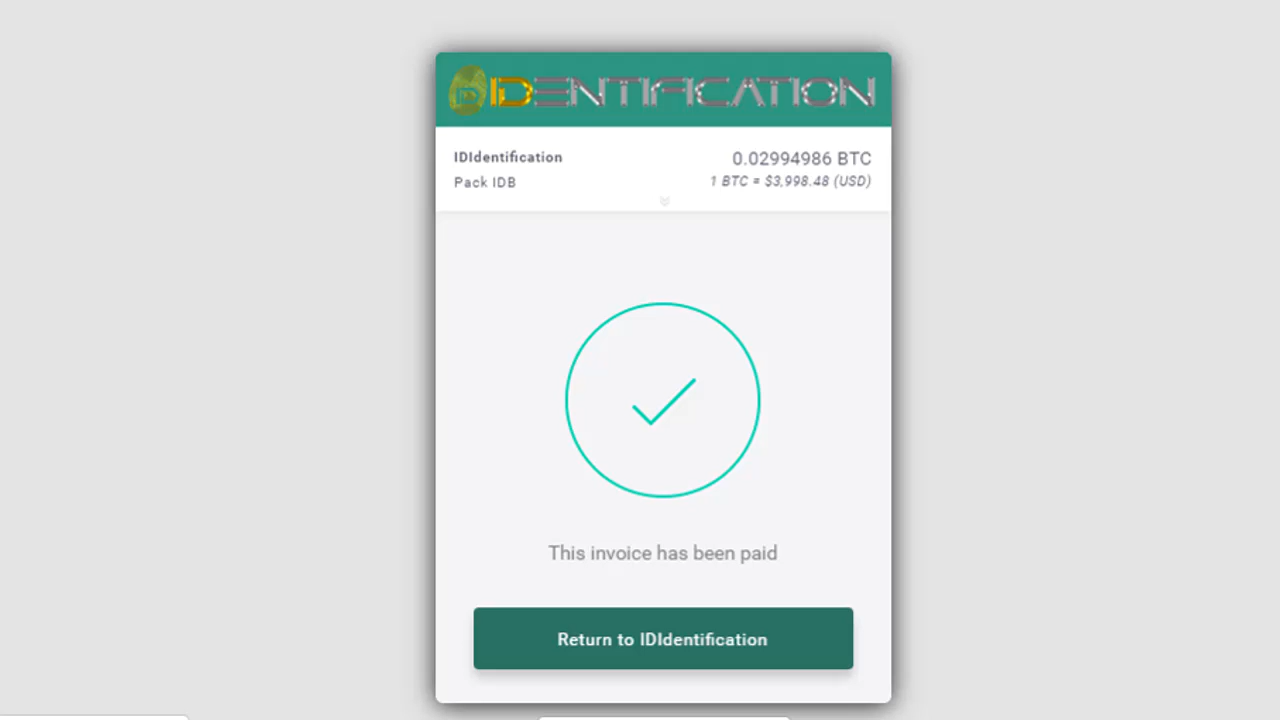 IDENTIFICATION
IDIdentification
0.02994986 BTC
Pack IDB
1 BTC = $3,998.48 (USD)
This invoice has been paid
Return to IDIdentification